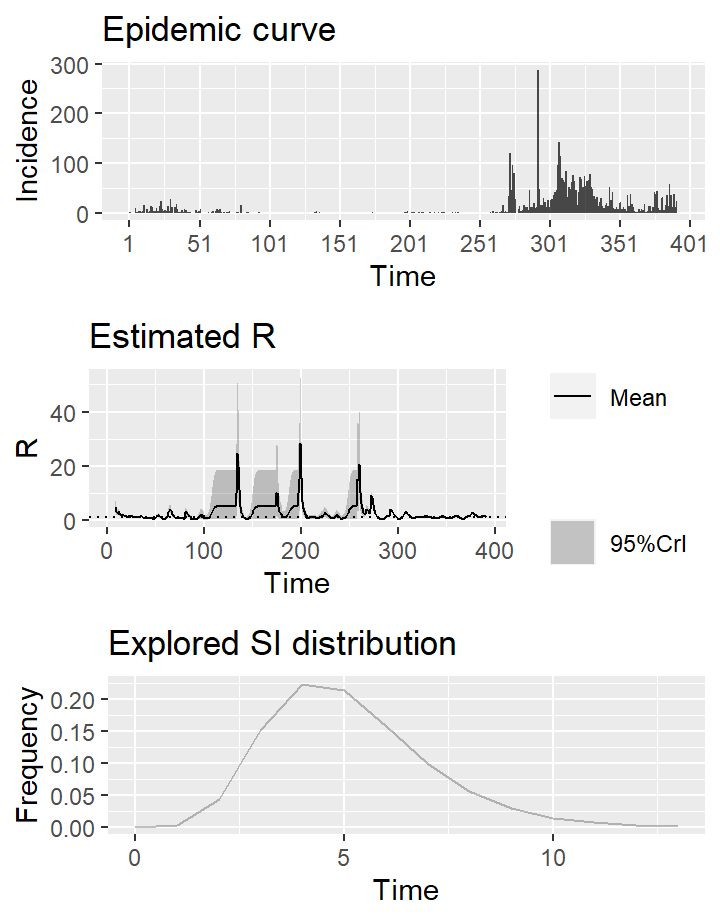 Epidemic curve
300
200
100
0
Incidence
1 51 101 151 201 251 301 351 401
Time
Estimated R
40
20
0
R
0 100 200 300 400
Time
Mean
95%CrI
Explored SI distribution
0.20
0.15
0.10
0.05
0.00
Frequency
0 5 10
Time